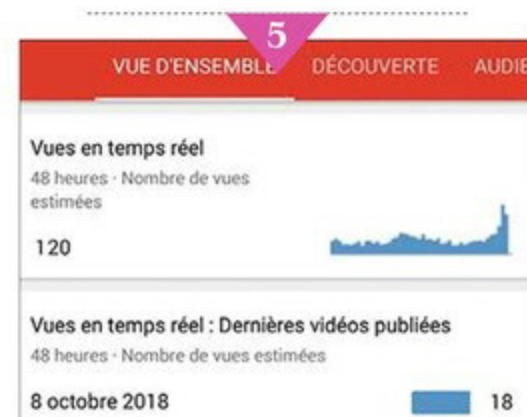 5
VUE D'ENSEMBLE DÉCOUVERTE
Vues en temps réel
48 heures · Nombre de vues
estimées
120
Vues en temps réel : Dernières vidéos publiées
48 heures · Nombre de vues estimées
8 octobre 2018 18